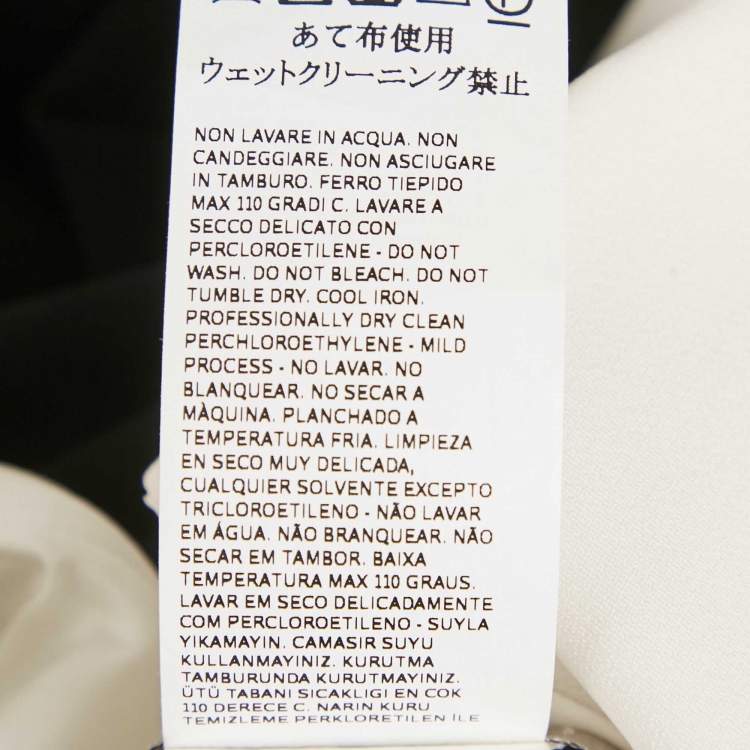 あて布使用
ウェットクリーニング禁止
NON LAVARE IN ACQUA. NON
CANDEGGIARE. NON ASCIUGARE
IN TAMBURO. FERRO TIEPIDO
MAX 110 GRADI C. LAVARE A
SECCO DELICATO CON
PERCLOROETILENE - DO NOT
WASH. DO NOT BLEACH. DO NOT
TUMBLE DRY. COOL IRON.
PROFESSIONALLY DRY CLEAN
PERCHLOROETHYLENE - MILD
PROCESS - NO LAVAR. NO
BLANQUEAR. NO SECAR A
MÀQUINA. PLANCHADO A
TEMPERATURA FRIA. LIMPIEZA
EN SECO MUY DELICADA,
CUALQUIER SOLVENTE EXCEPTO
TRICLOROETILENO - NÃO LAVAR
EM ÁGUA. NÃO BRANQUEAR. NÃO
SECAR EM TAMBOR. BAIXA
TEMPERATURA MAX 110 GRAUS.
LAVAR EM SECO DELICADAMENTE
COM PERCLOROETILENO - SUYLA
YIKAMAYIN. CAMASIR SUYU
KULLANMAYINIZ. KURUTMA
TAMBURUNDA KURUTMAYINIZ.
ÜTÜ TABANI SICAKLIGI EN COK
110 DERECE C. NARIN KURU
TEMIZLEME PERKLORETILEN ILE